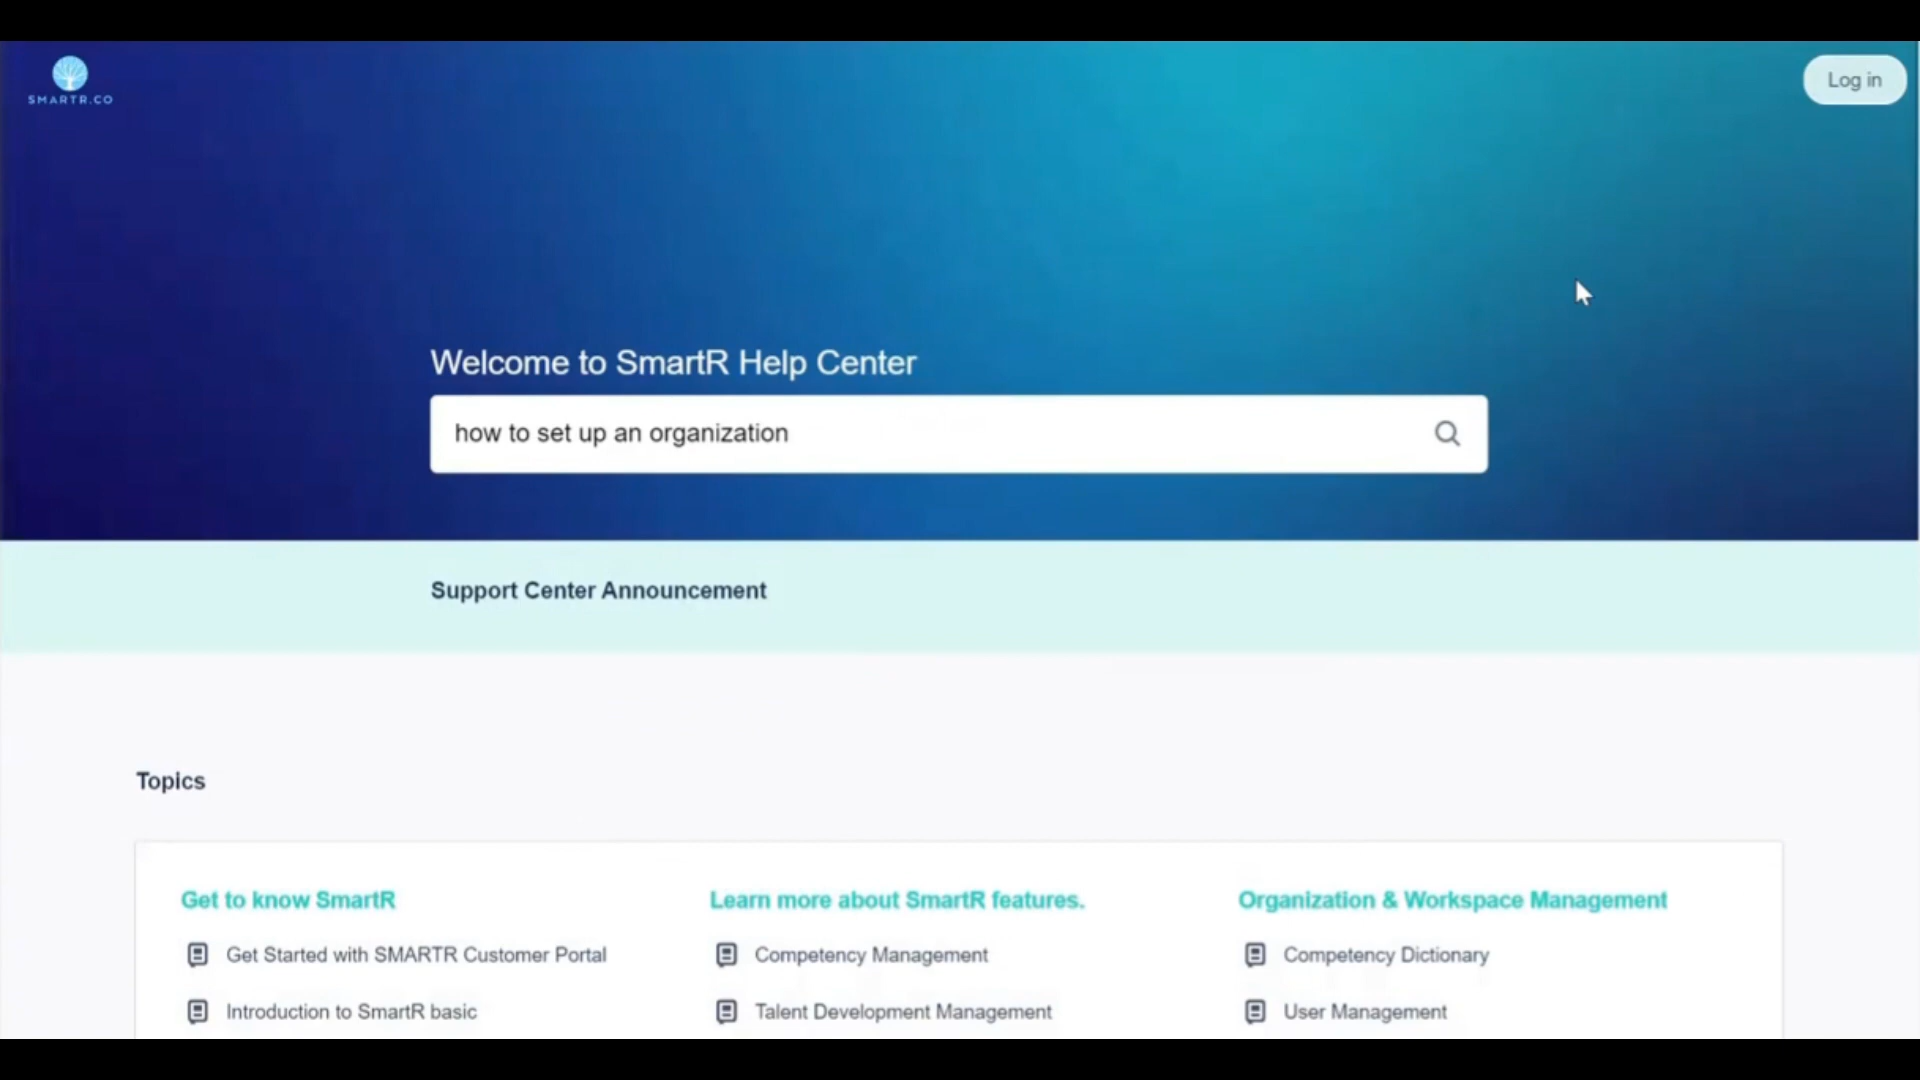 SMARTR.CO
Log in
Welcome to SmartR Help Center
how to set up an organization
Support Center Announcement
Topics
Get to know SmartR
Get Started with SMARTR Customer Portal
Introduction to SmartR basic
Learn more about SmartR features.
Competency Management
Talent Development Management
Organization & Workspace Management
Competency Dictionary
User Management